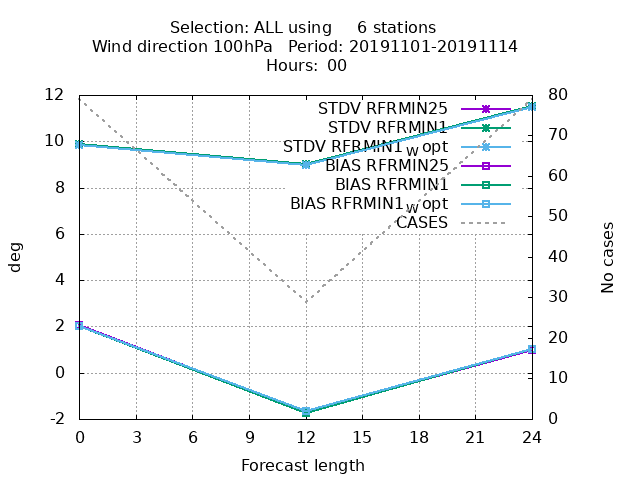 Selection: ALL using     6 stations
Wind direction 100hPa   Period: 20191101-20191114
Hours: 00
12
10
8
6
4
2
0
-2
80
70
60
50
40
30
20
10
0
deg
No cases
STDV RFRMIN25
STDV RFRMIN1
STDV RFRMIN1_w opt
BIAS RFRMIN25
BIAS RFRMIN1
BIAS RFRMIN1_w opt
CASES
0 3 6 9 12 15 18 21 24
Forecast length